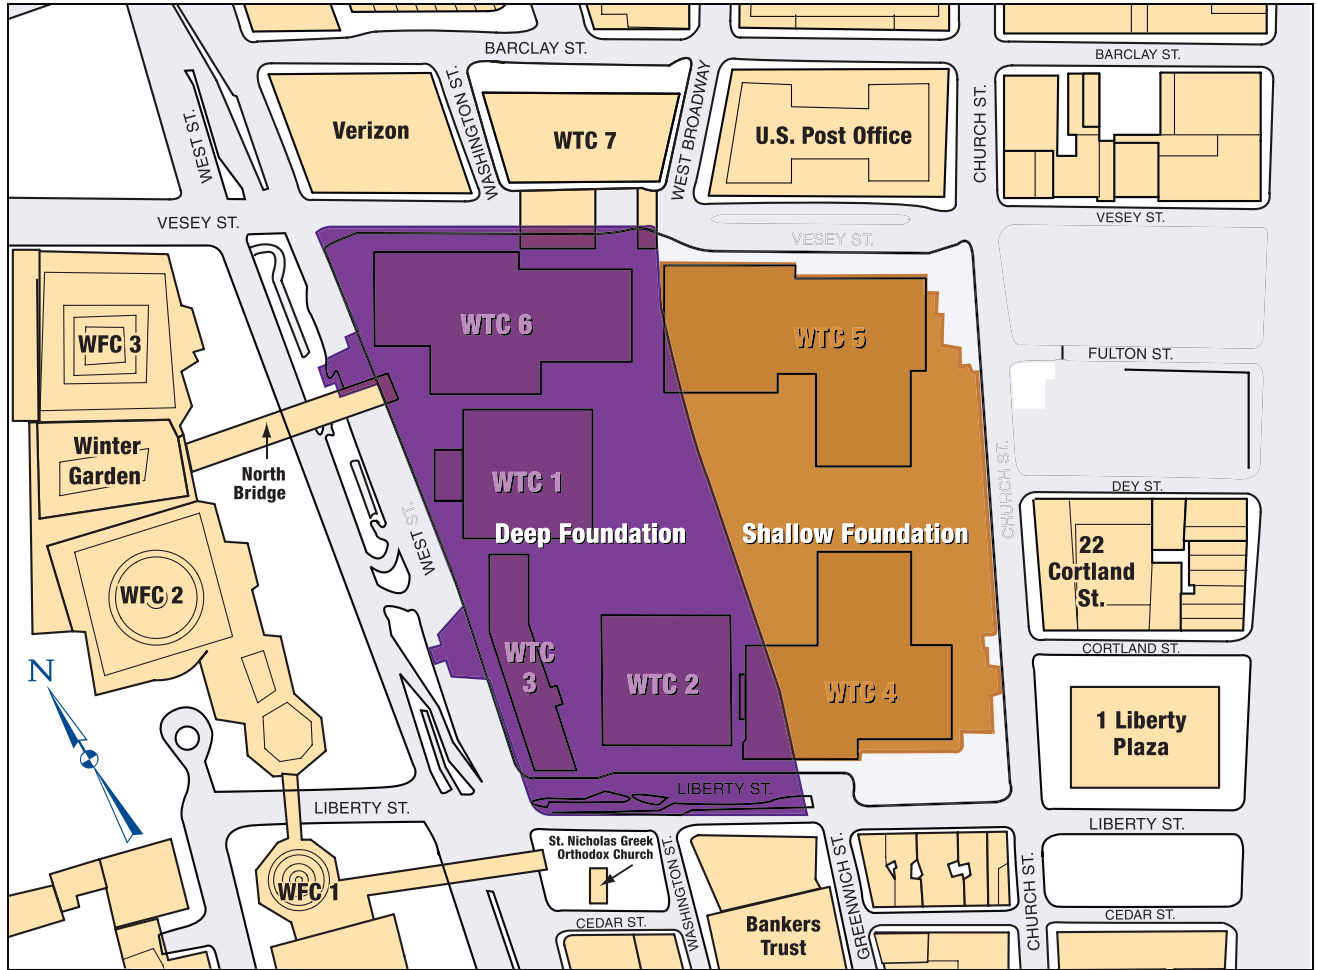 BARCLAY ST.
BARCLAY ST.
WEST ST.
Verizon
WASHINGTON ST.
WTC 7
WEST BROADWAY
U.S. Post Office
CHURCH ST.
VESEY ST.
VESEY ST.
VESEY ST.
WFC 3
WTC 6
WTC 5
FULTON ST.
Winter
Garden
North
Bridge
WTC 1
WEST ST.
CHURCH ST.
DEY ST.
Deep Foundation
Shallow Foundation
22
Cortland
St.
WFC 2
WTC
3
WTC 2
WTC 4
CORTLAND ST.
N
1 Liberty
Plaza
LIBERTY ST.
LIBERTY ST.
LIBERTY ST.
St. Nicholas Greek
Orthodox Church
WASHINGTON ST.
GREENWICH ST.
CHURCH ST.
WFC 1
CEDAR ST.
CEDAR ST.
Bankers
Trust